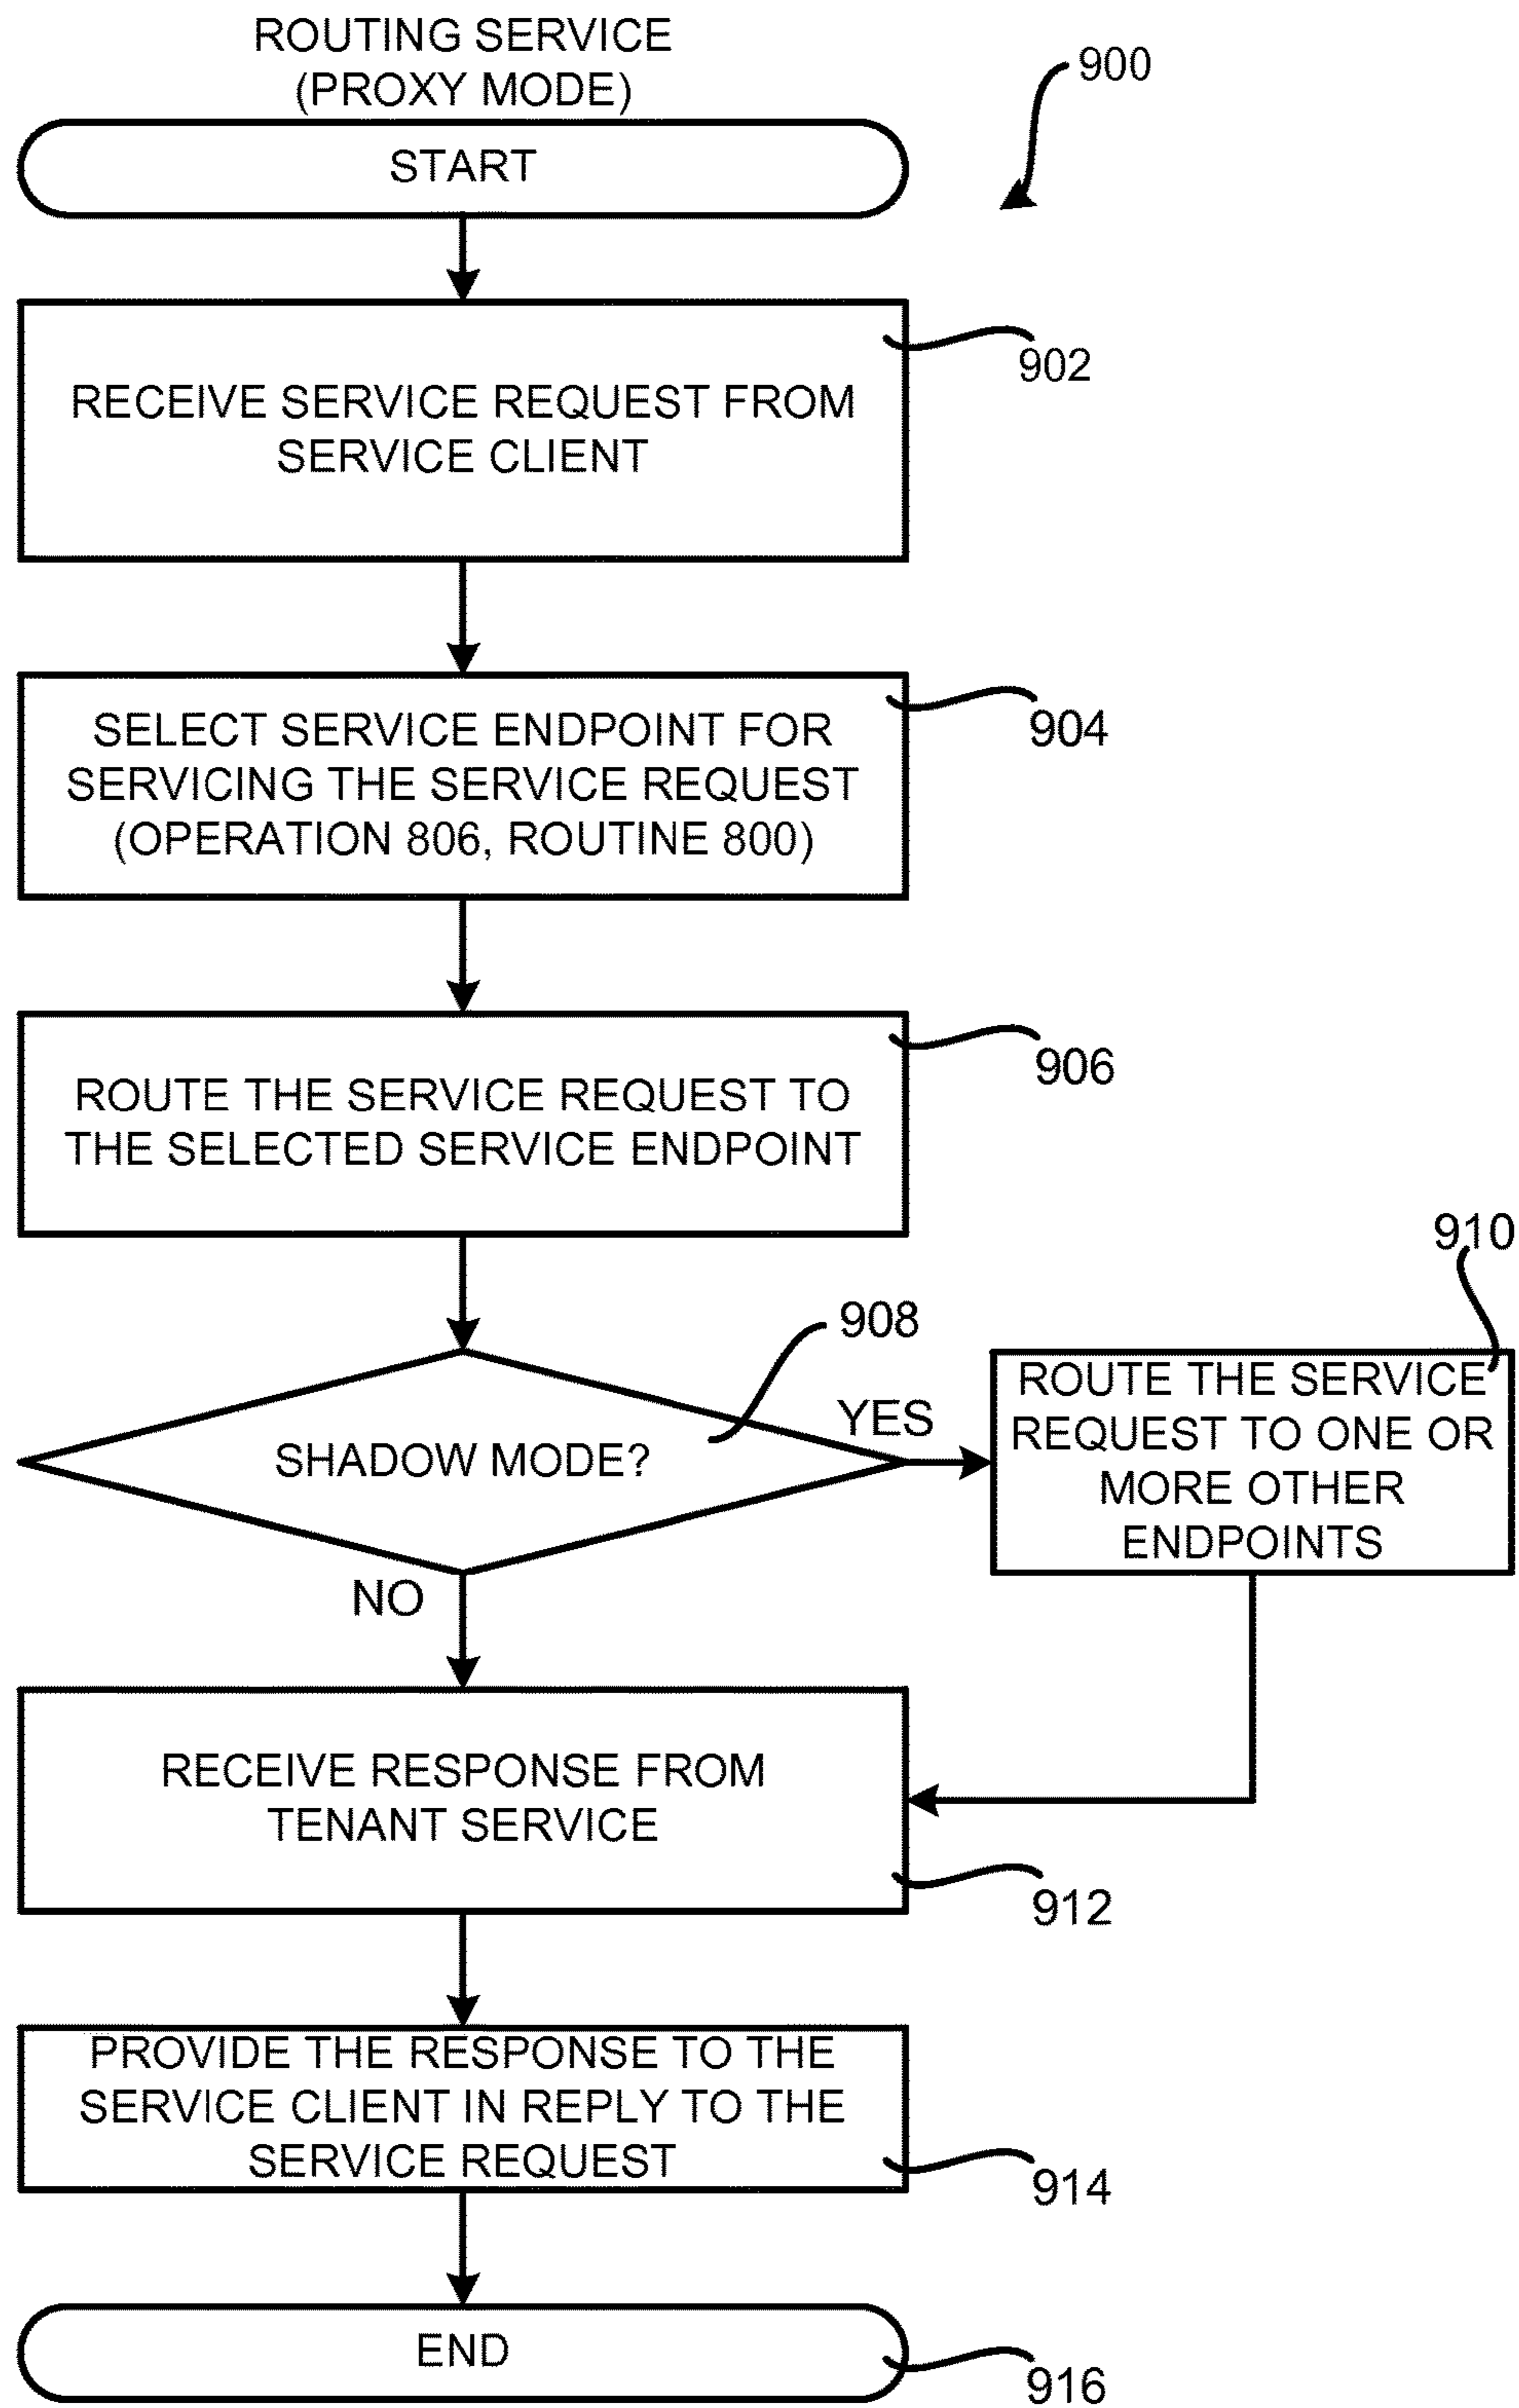 ROUTING SERVICE
(PROXY MODE)
900
START
902
RECEIVE SERVICE REQUEST FROM
SERVICE CLIENT
904
SELECT SERVICE ENDPOINT FOR
SERVICING THE SERVICE REQUEST
(OPERATION 806, ROUTINE 800)
906
ROUTE THE SERVICE REQUEST TO
THE SELECTED SERVICE ENDPOINT
908
SHADOW MODE?
YES
NO
910
ROUTE THE SERVICE
REQUEST TO ONE OR
MORE OTHER
ENDPOINTS
RECEIVE RESPONSE FROM
TENANT SERVICE
912
PROVIDE THE RESPONSE TO THE
SERVICE CLIENT IN REPLY TO THE
SERVICE REQUEST
914
END
916